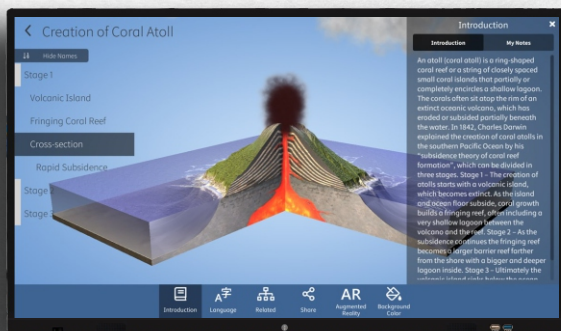 Creation of Coral Atoll
Hide Names
Stage 1
Volcanic Island
Fringing Coral Reef
Cross-section
Rapid Subsidence
Stage
Stage
Introduction
Introduction
My Notes
An atoll (coral atoll) is a ring-shaped
coral reef or a string of closely spaced
small coral islands that partially or
completely encircles a shallow lagoon.
The corals often sit atop the rim of an
extinct oceanic volcano, which has
eroded or subsided partially beneath
the water. In 1842, Charles Darwin
explained the creation of coral atolls in
the southern Pacific Ocean by his
"subsidence theory of coral reef
formation", which can be divided in
three stages. Stage 1 – The creation of
atolls starts with a volcanic island,
which becomes extinct. As the island
and ocean floor subside, coral growth
builds a fringing reef, often including a
very shallow lagoon between the
volcano and the reef. Stage 2 – As the
subsidence continues the fringing reef
becomes a larger barrier reef farther
from the shore with a bigger and deeper
lagoon inside. Stage 3 – Ultimately the
volcanic island sinks below the ocean
Introduction
Language
Related
Share
AR
Augmented
Reality
Background
Color